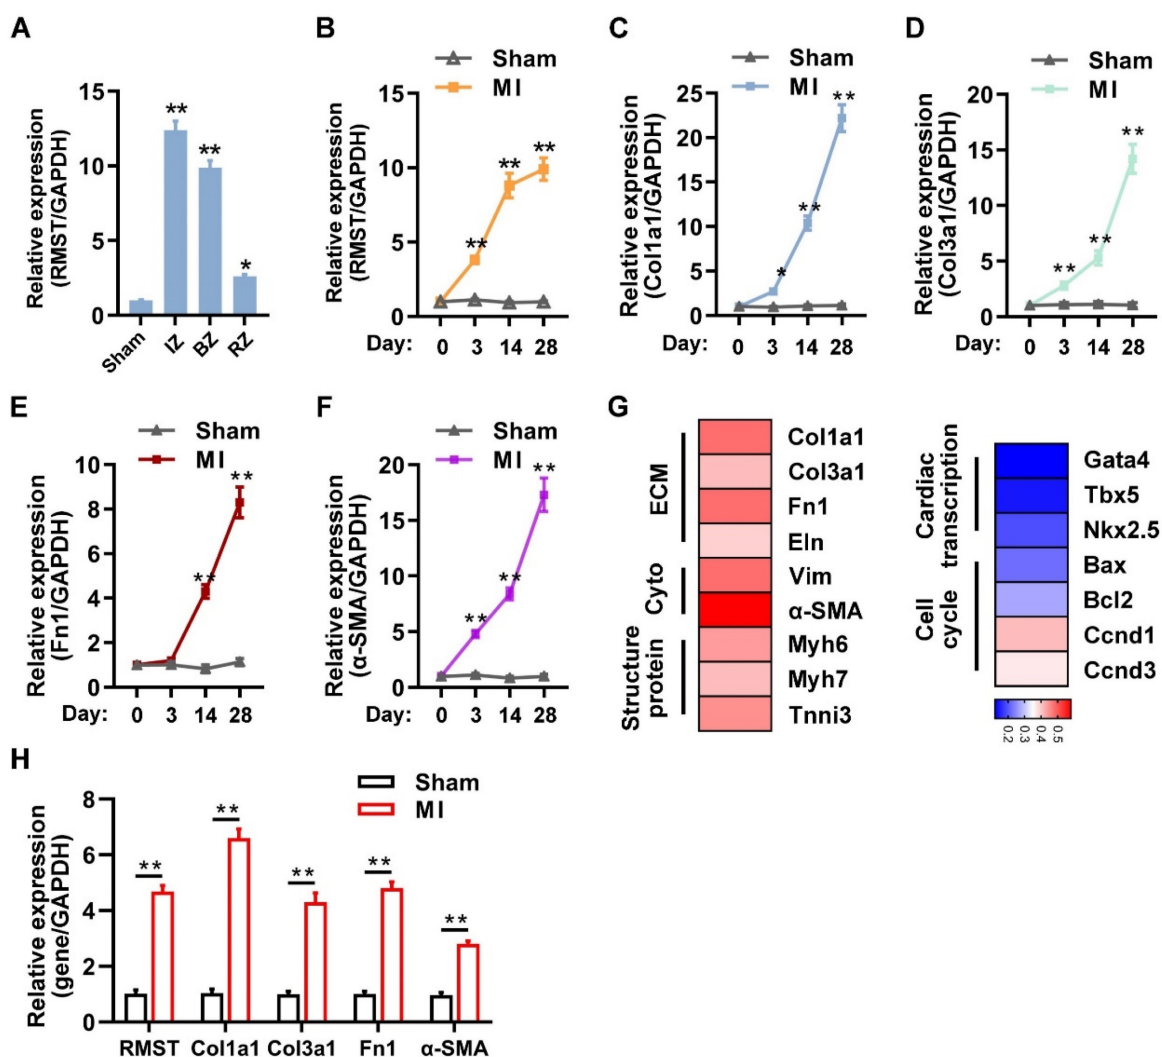 A
Relative expression
(RMST/GAPDH)
15
10
5
0
**
**
*
Sham
IZ
BZ
RZ
B
Sham
MI
Relative expression
(RMST/GAPDH)
15
10
5
0
**
**
**
Day: 0 3 14 28
C
Sham
MI
Relative expression
(Col1a1/GAPDH)
25
20
15
10
5
0
**
**
*
Day: 0 3 14 28
D
Sham
MI
Relative expression
(Col3a1/GAPDH)
20
15
10
5
0
**
**
**
Day: 0 3 14 28
E
Sham
MI
Relative expression
(Fn1/GAPDH)
10
8
6
4
2
0
**
**
Day: 0 3 14 28
F
Sham
MI
Relative expression
(α-SMA/GAPDH)
20
15
10
5
0
**
**
**
Day: 0 3 14 28
G
ECM
Col1a1
Col3a1
Fn1
Eln
Cyto
Vim
α-SMA
Structure
protein
Myh6
Myh7
Tnni3
Cardiac
transcription
Gata4
Tbx5
Nkx2.5
Cell
cycle
Bax
Bcl2
Ccnd1
Ccnd3
0.2
0.3
0.4
0.5
H
Sham
MI
Relative expression
(gene/GAPDH)
8
6
4
2
0
**
**
**
**
**
RMST Col1a1 Col3a1 Fn1 α-SMA